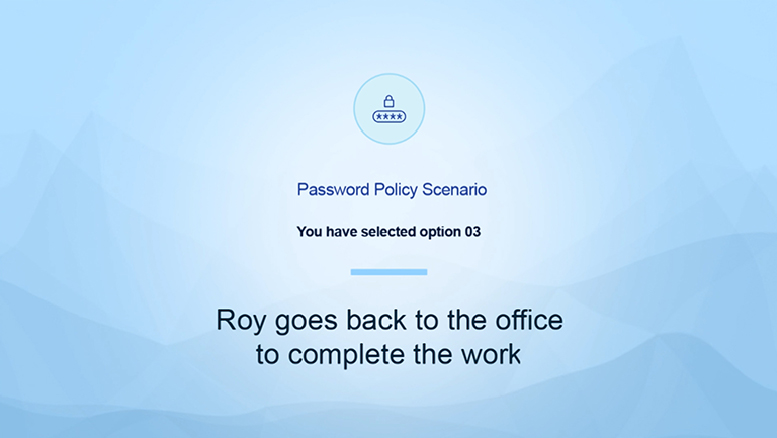 ****
Password Policy Scenario
You have selected option 03
Roy goes back to the office
to complete the work